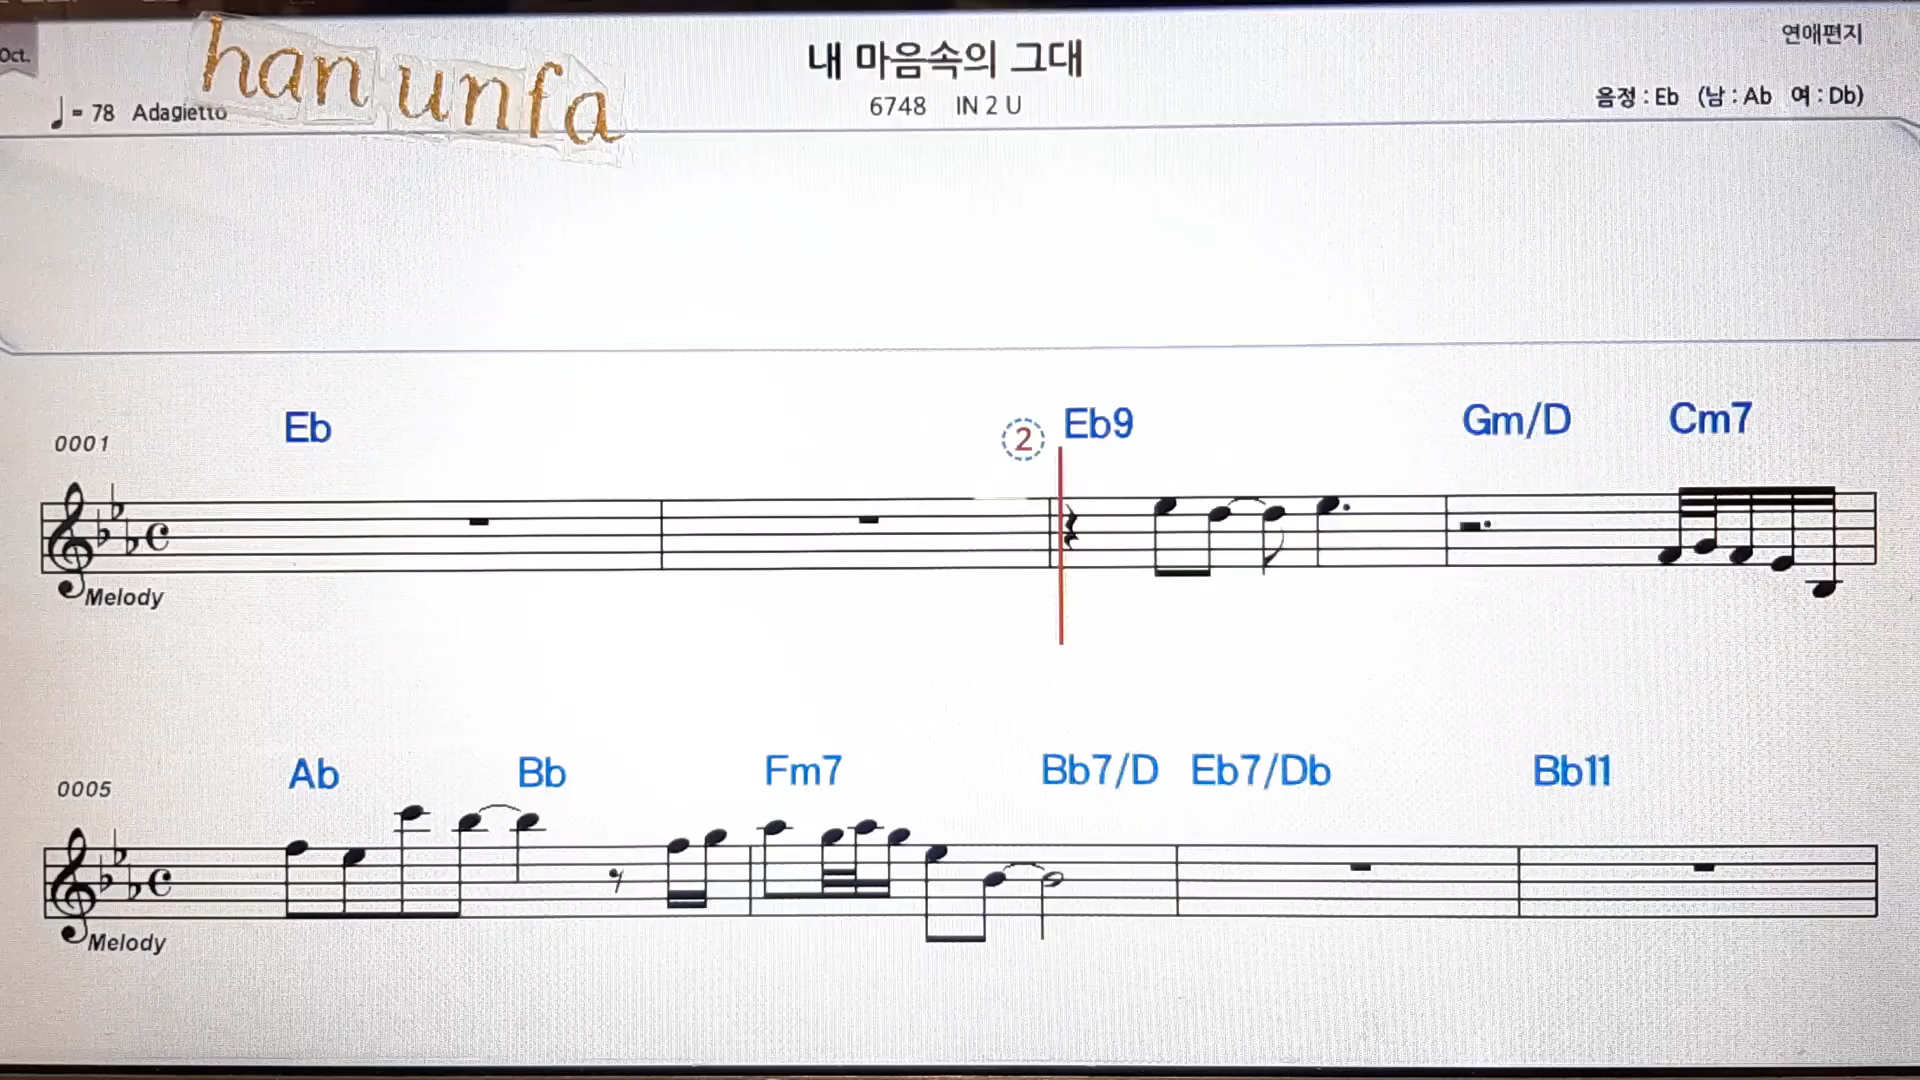 Oct.
han unfa
내 마음속의 그대
연애편지
♩= 78 Adagietto
6748 IN 2 U
음정 : Eb (남 : Ab 여 : Db)
0001 Eb ② Eb9 Gm/D Cm7
Melody
0005 Ab Bb Fm7 Bb7/D Eb7/Db Bb11
Melody